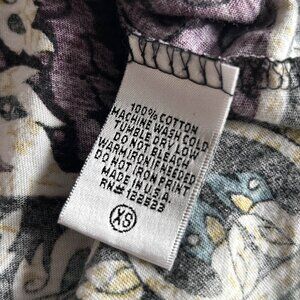 100% COTTON
MACHINE WASH COLD
TUMBLE DRY LOW
DO NOT BLEACH
WARM IRON IF NEEDED
DO NOT IRON PRINT
MADE IN U.S.A.
RN# 122383
XS